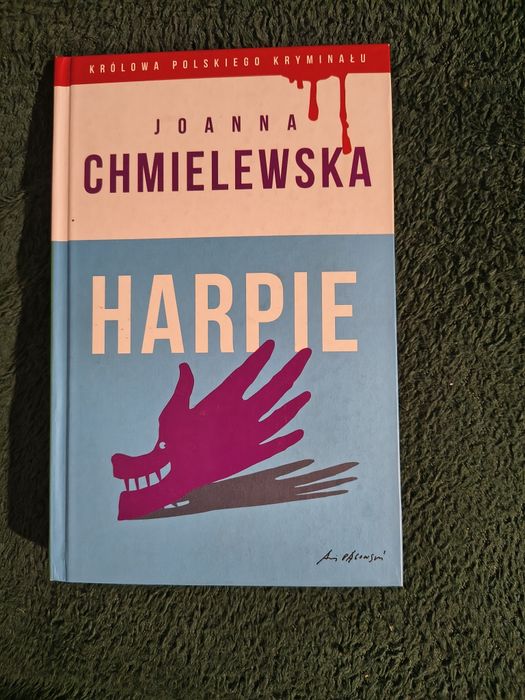 KRÓLOWA POLSKIEGO KRYMINAŁU
JOANNA
CHMIELEWSKA
HARPIE